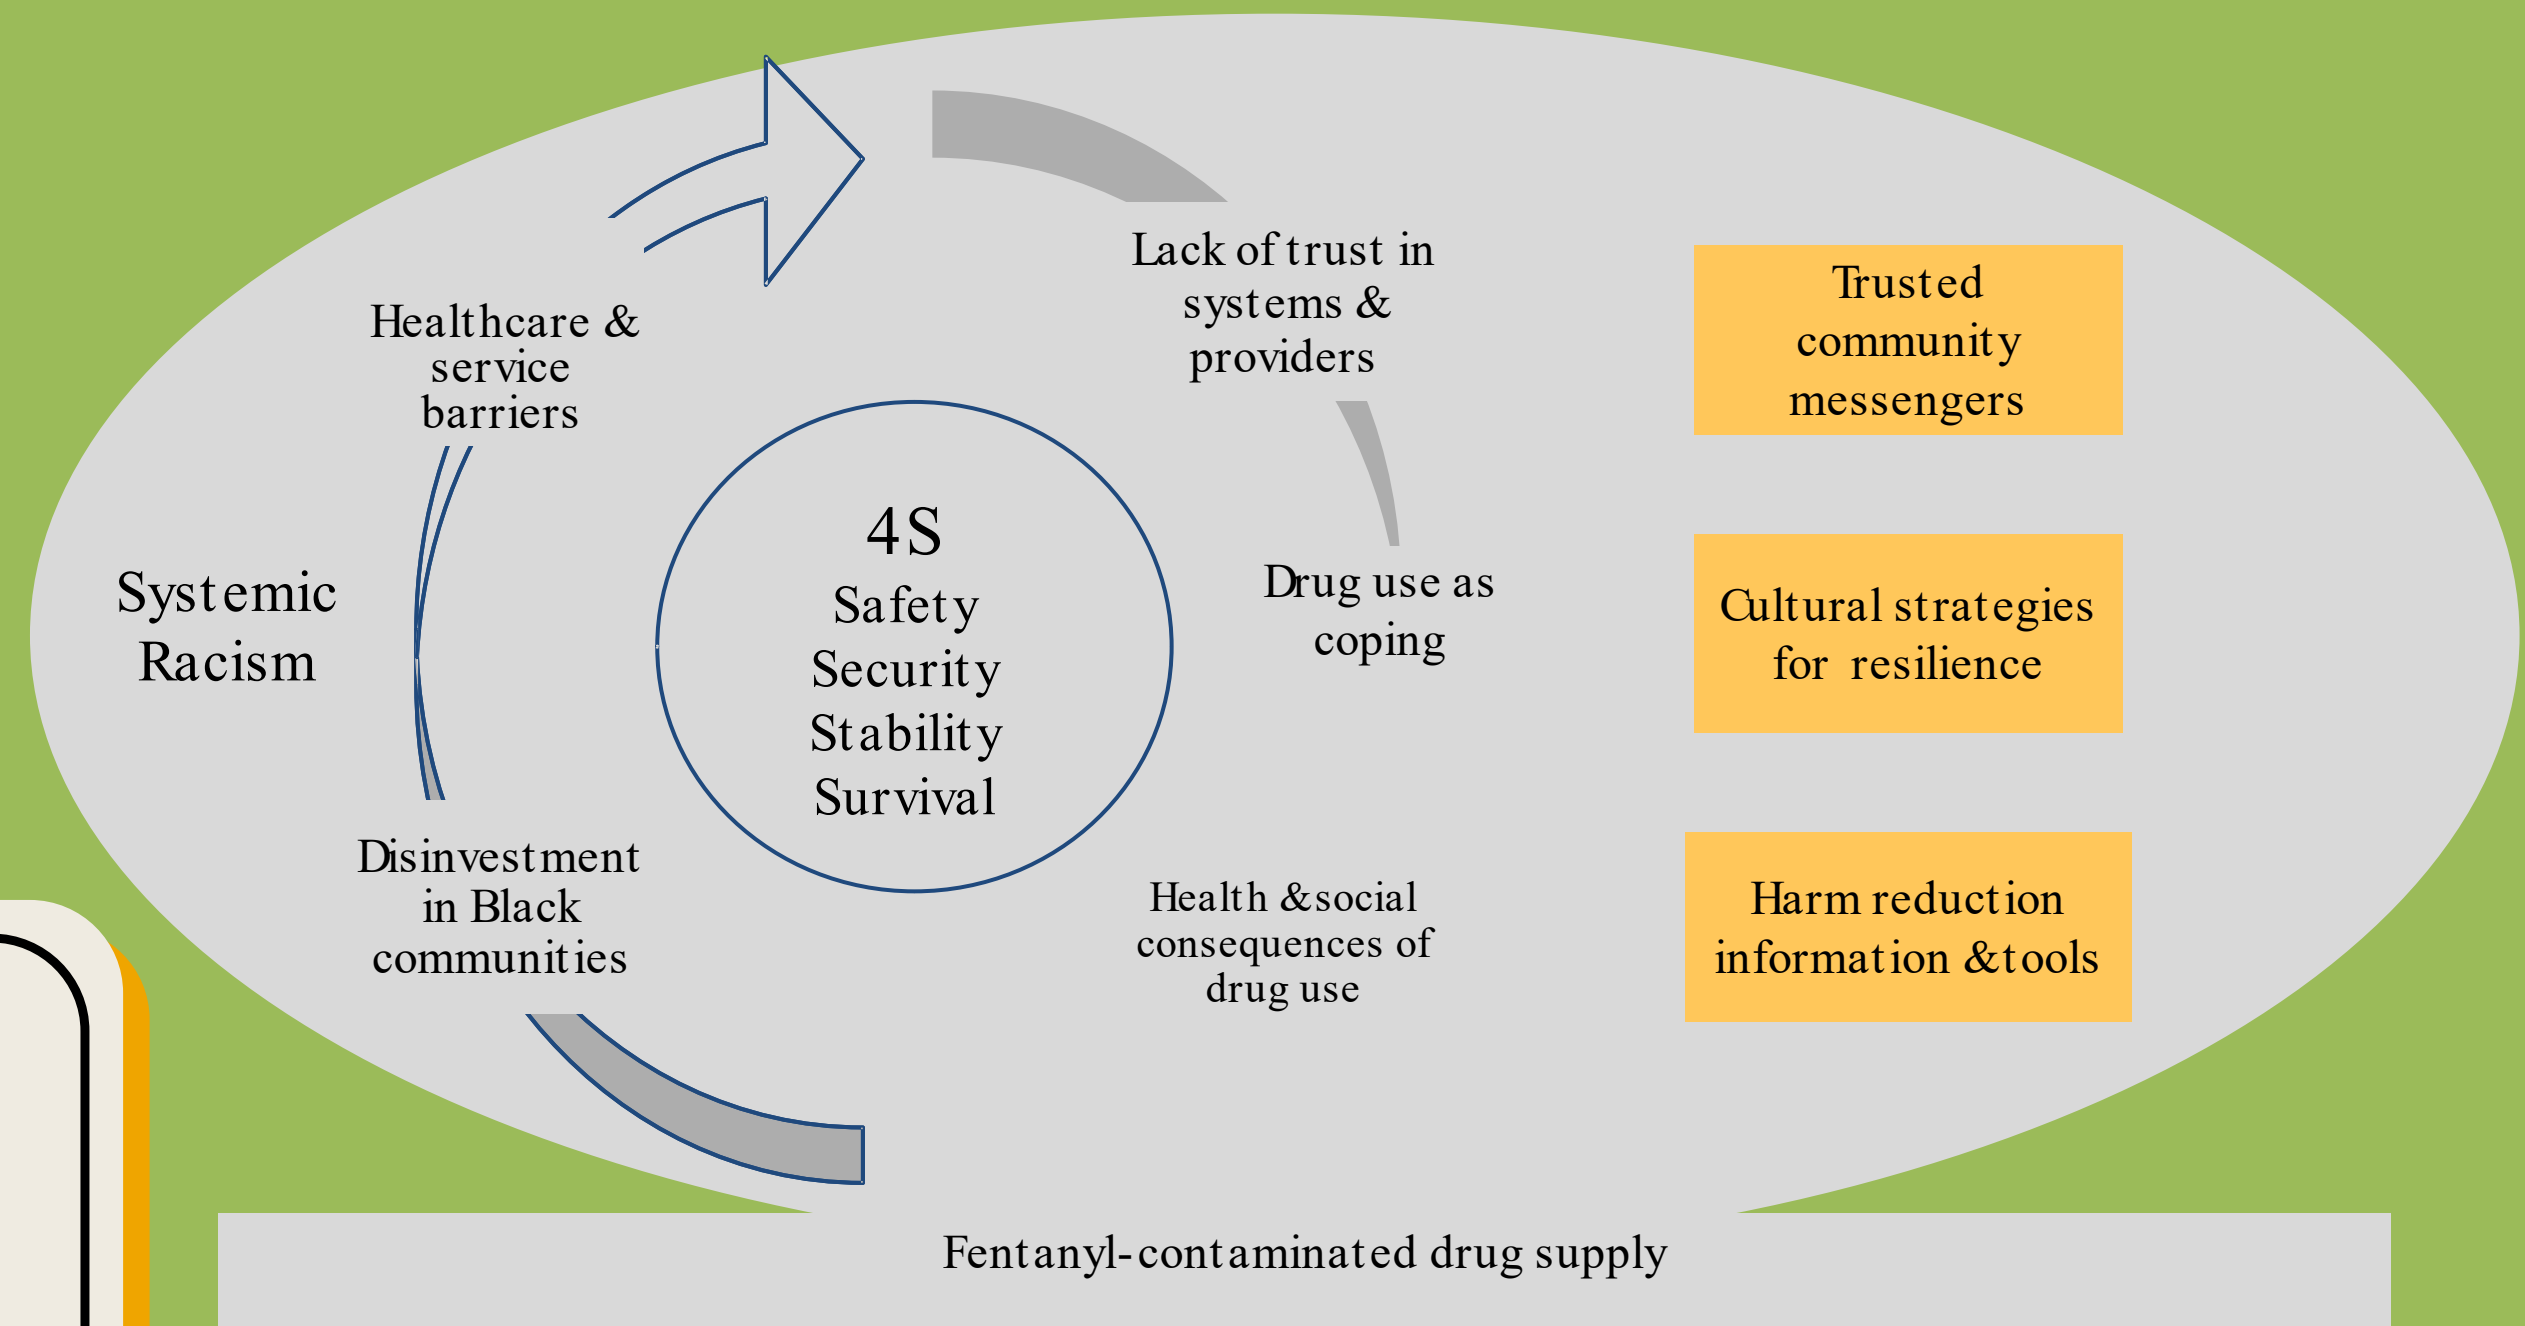 Healthcare &
service
barriers
Lack of trust in
systems &
providers
Trusted
community
messengers
Systemic
Racism
4S
Safety
Security
Stability
Survival
Drug use as
coping
Cultural strategies
for resilience
Disinvestment
in Black
communities
Health & social
consequences of
drug use
Harm reduction
information & tools
Fentanyl-contaminated drug supply